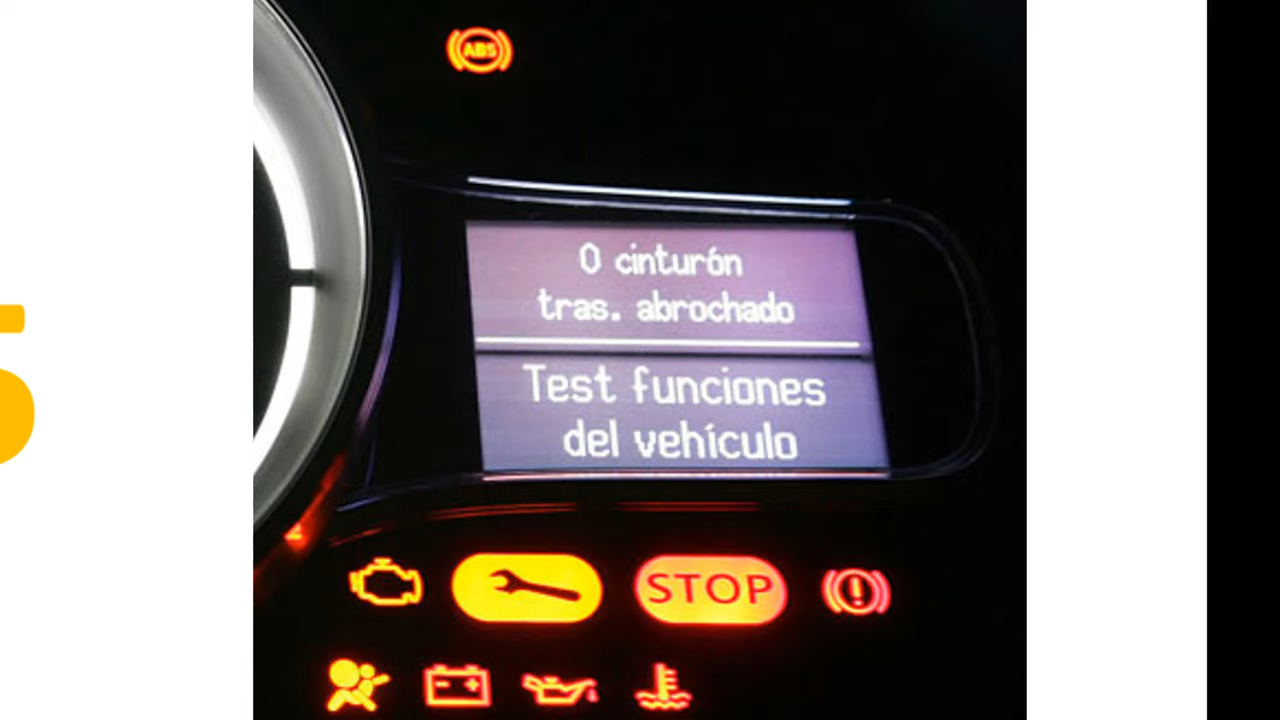 ABS
0 cinturón
tras. abrochado
Test funciones
del vehículo
STOP